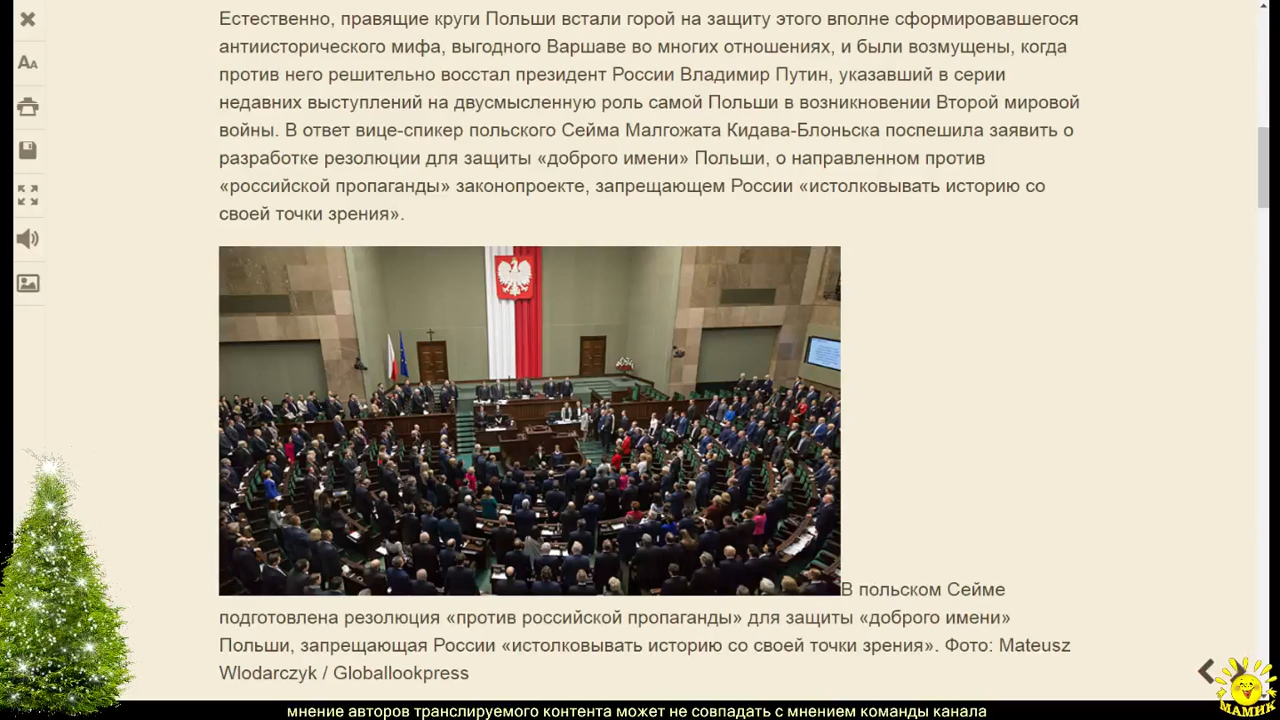 Естественно, правящие круги Польши встали горой на защиту этого вполне сформировавшегося
антиисторического мифа, выгодного Варшаве во многих отношениях, и были возмущены, когда
против него решительно восстал президент России Владимир Путин, указавший в серии
недавних выступлений на двусмысленную роль самой Польши в возникновении Второй мировой
войны. В ответ вице-спикер польского Сейма Малгожата Кидава-Блоньска поспешила заявить о
разработке резолюции для защиты «доброго имени» Польши, о направленном против
«российской пропаганды» законопроекте, запрещающем России «истолковывать историю со
своей точки зрения».
В польском Сейме
подготовлена резолюция «против российской пропаганды» для защиты «доброго имени»
Польши, запрещающая России «истолковывать историю со своей точки зрения». Фото: Mateusz
Wlodarczyk / Globallookpress
МАМИК
мнение авторов транслируемого контента может не совпадать с мнением команды канала